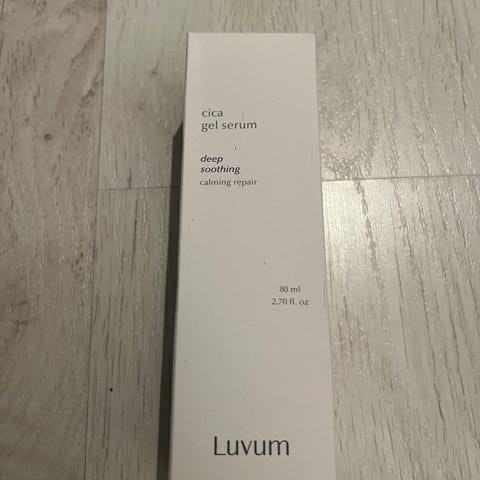 cica
gel serum
deep
soothing
calming repair
80 ml
2.70 fl. oz
Luvum